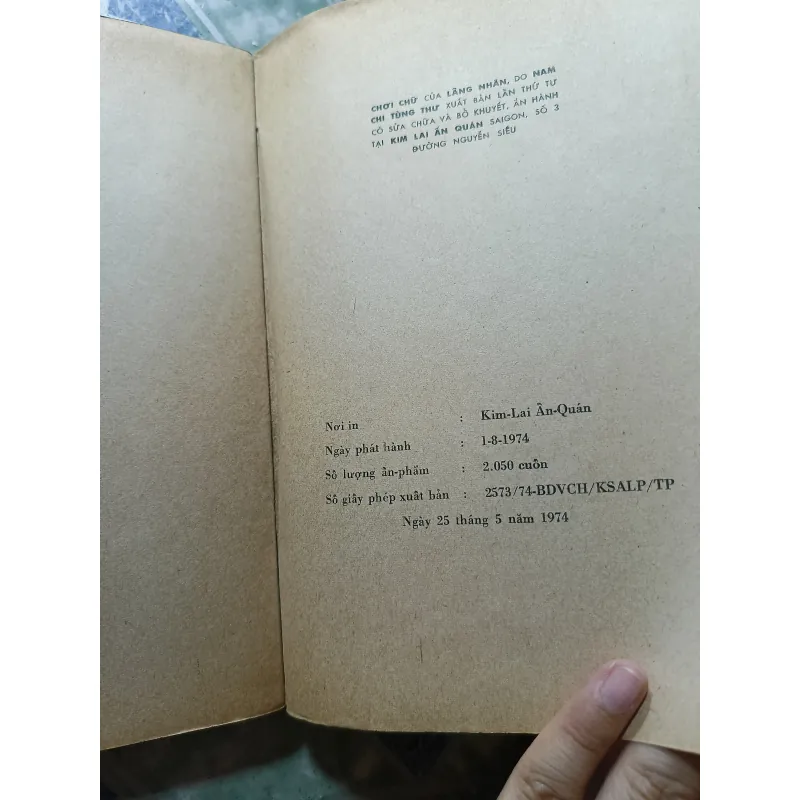 CHƠI CHỮ CỦA LÃNG NHÂN, DO NAM
CHI TÙNG THƯ XUẤT BẢN LẦN THỨ TƯ
CÓ SỬA CHỮA VÀ BỔ KHUYẾT, ẤN HÀNH
TẠI KIM LAI ẤN QUÁN SAIGON, SỐ 3
ĐƯỜNG NGUYỄN SIÊU
Nơi in : Kim-Lai Ấn-Quán
Ngày phát hành : 1-8-1974
Số lượng ấn-phẩm : 2.050 cuốn
Số giấy phép xuất bản : 2573/74-BDVCH/KSALP/TP
Ngày 25 tháng 5 năm 1974